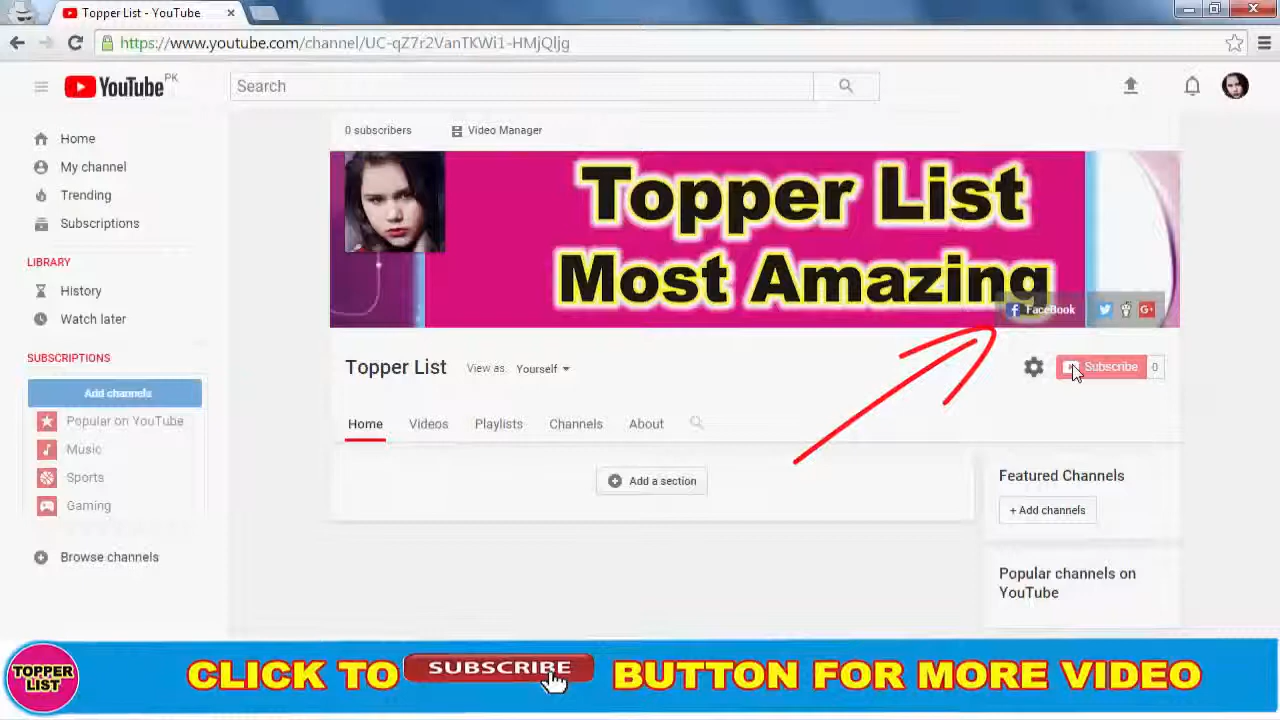 Topper List - YouTube
https://www.youtube.com/channel/UC-qZ7r2VanTKWi1-HMjQljg
YouTube PK
Search
Home
My channel
Trending
Subscriptions
LIBRARY
History
Watch later
SUBSCRIPTIONS
Add channels
Popular on YouTube
Music
Sports
Gaming
Browse channels
0 subscribers
Video Manager
Topper List
Most Amazing
FaceBook
Topper List
View as
Yourself
Subscribe
0
Home
Videos
Playlists
Channels
About
Add a section
Featured Channels
+ Add channels
Popular channels on
YouTube
TOPPER
LIST
CLICK TO SUBSCRIBE BUTTON FOR MORE VIDEO